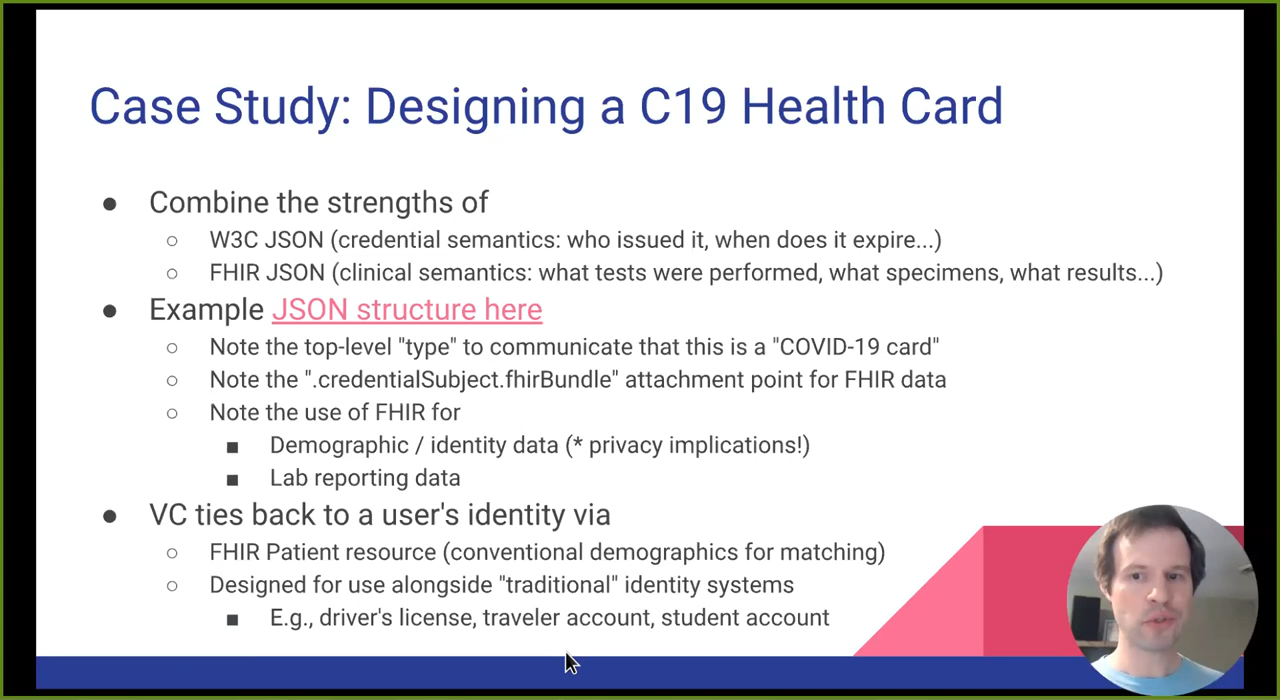 Case Study: Designing a C19 Health Card
● Combine the strengths of
○ W3C JSON (credential semantics: who issued it, when does it expire...)
○ FHIR JSON (clinical semantics: what tests were performed, what specimens, what results...)
● Example JSON structure here
○ Note the top-level "type" to communicate that this is a "COVID-19 card"
○ Note the ".credentialSubject.fhirBundle" attachment point for FHIR data
○ Note the use of FHIR for
■ Demographic / identity data (* privacy implications!)
■ Lab reporting data
● VC ties back to a user's identity via
○ FHIR Patient resource (conventional demographics for matching)
○ Designed for use alongside "traditional" identity systems
■ E.g., driver's license, traveler account, student account